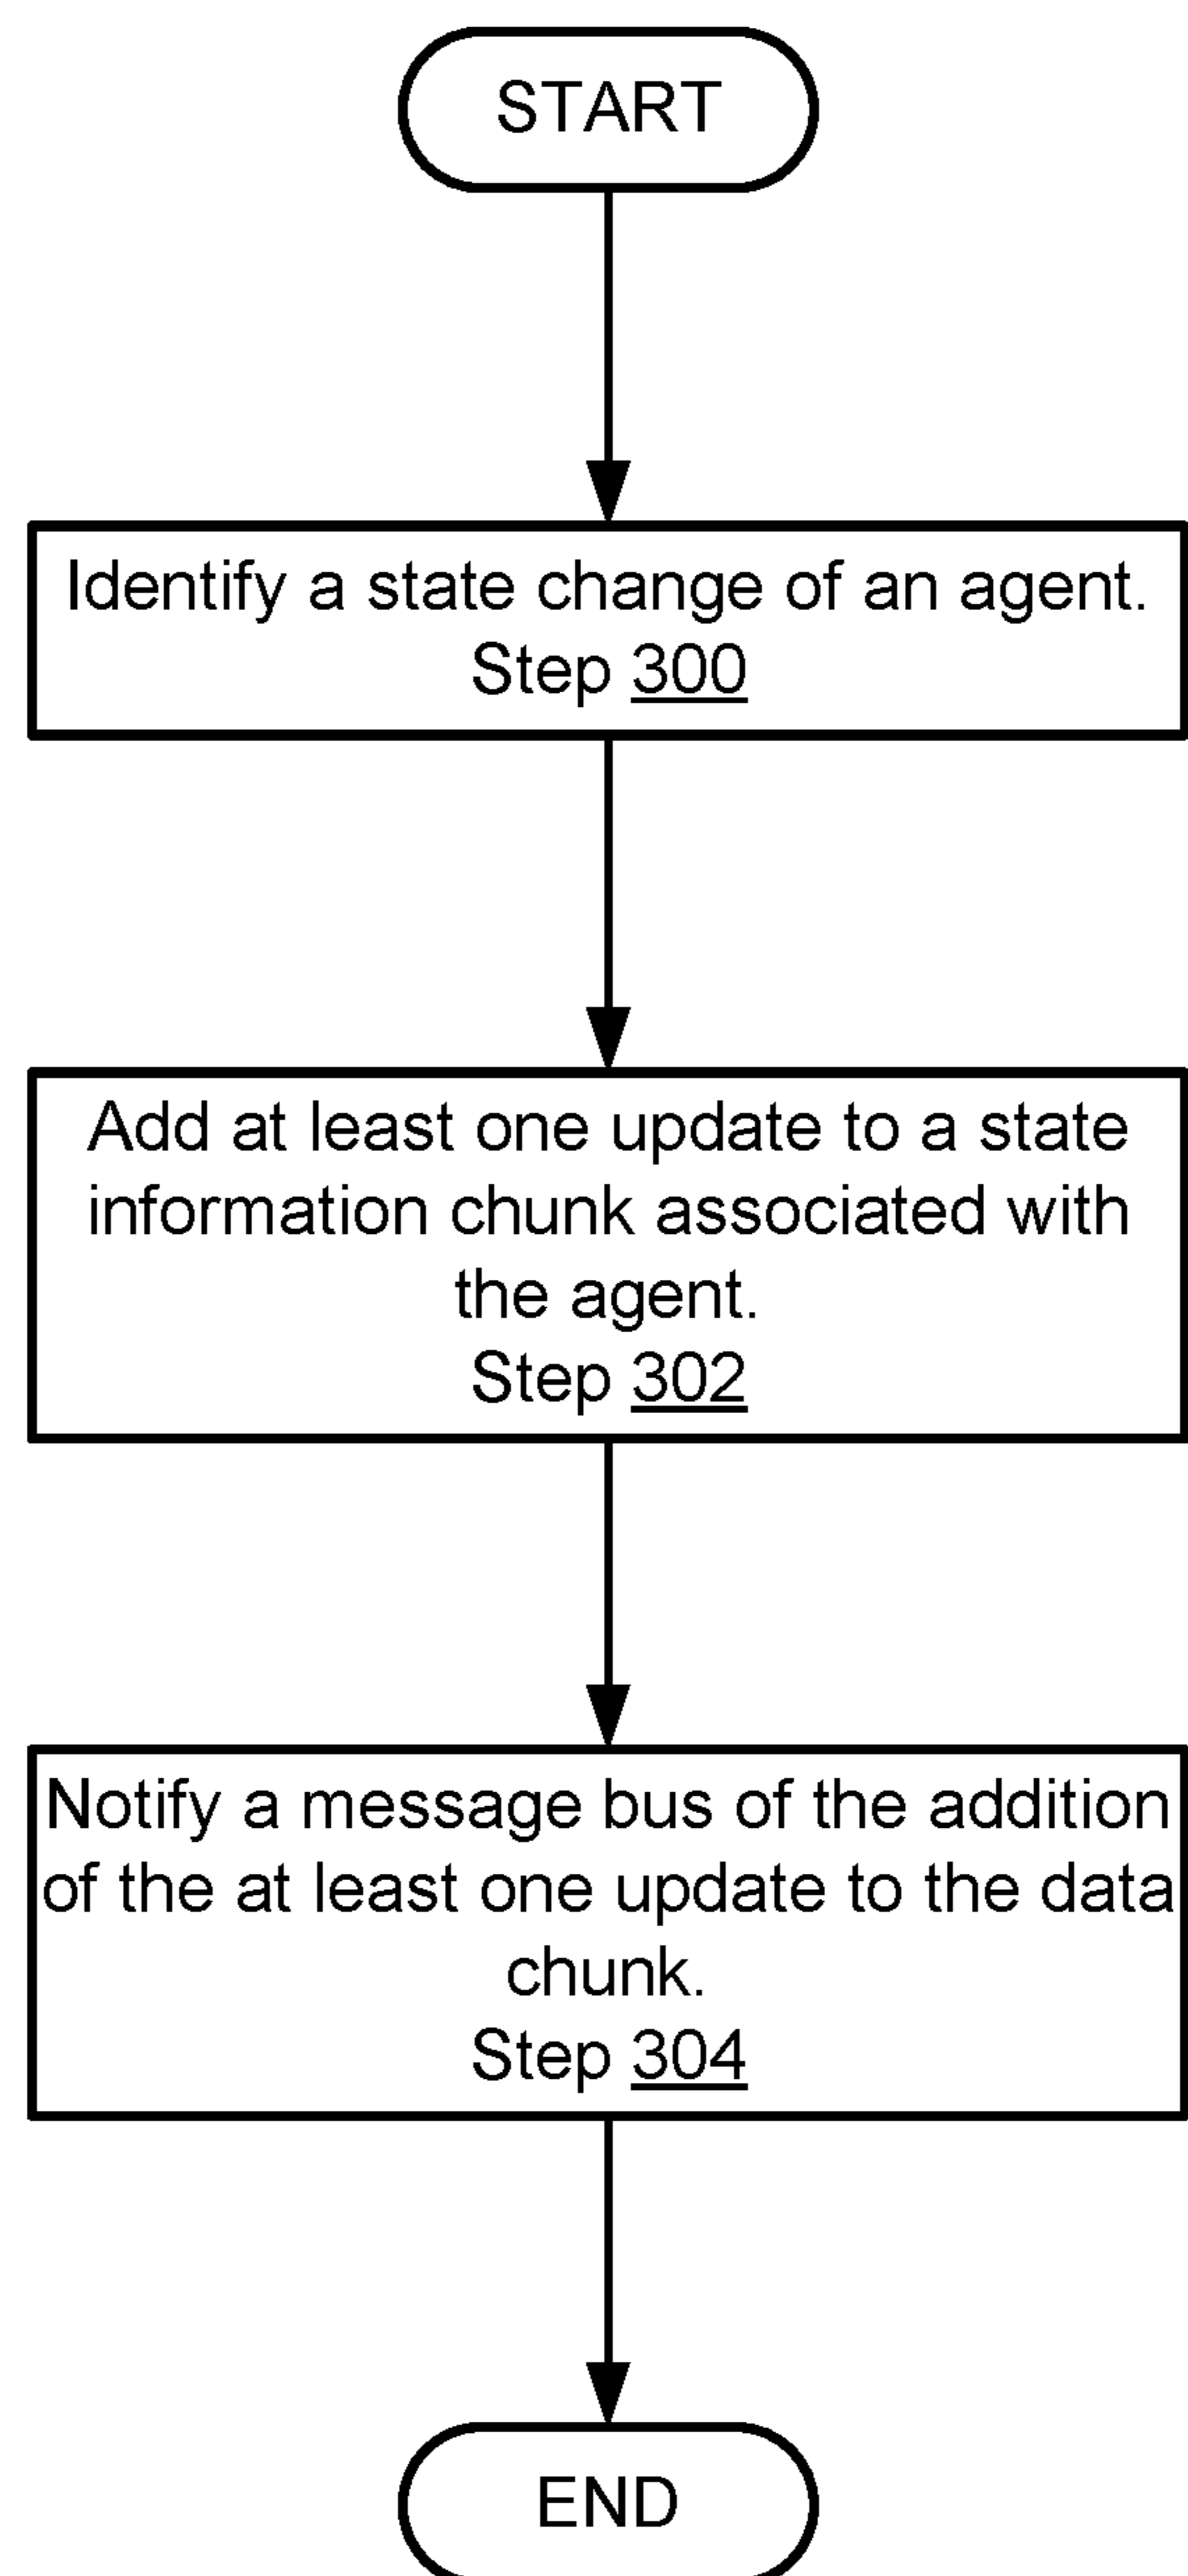 START
Identify a state change of an agent.
Step 300
Add at least one update to a state
information chunk associated with
the agent.
Step 302
Notify a message bus of the addition
of the at least one update to the data
chunk.
Step 304
END